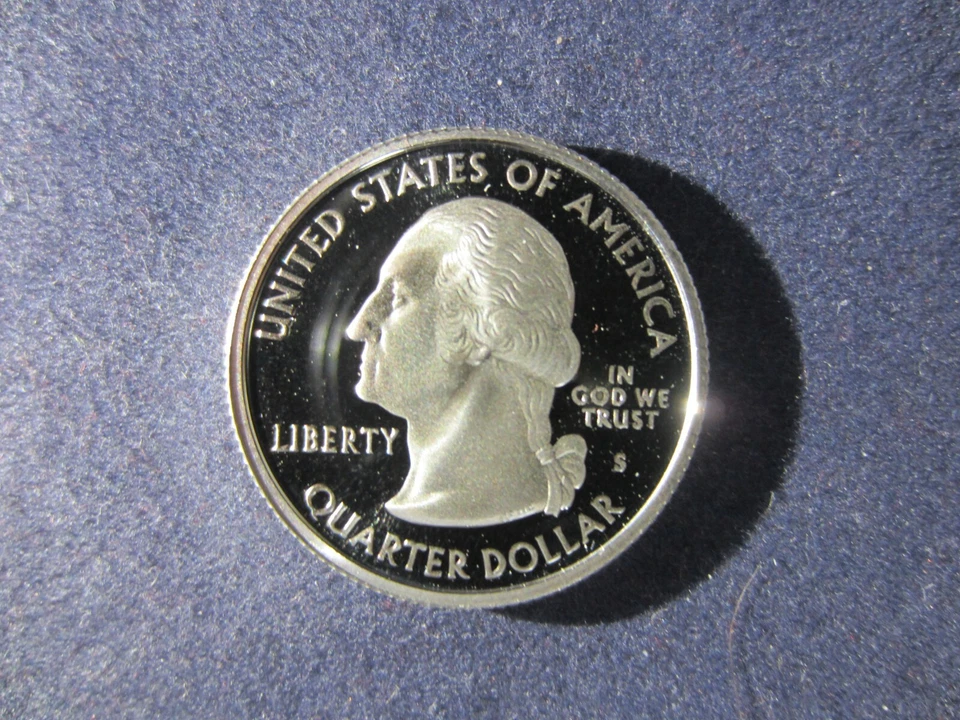 UNITED STATES OF AMERICA
LIBERTY
IN
GOD WE
TRUST
S
QUARTER DOLLAR